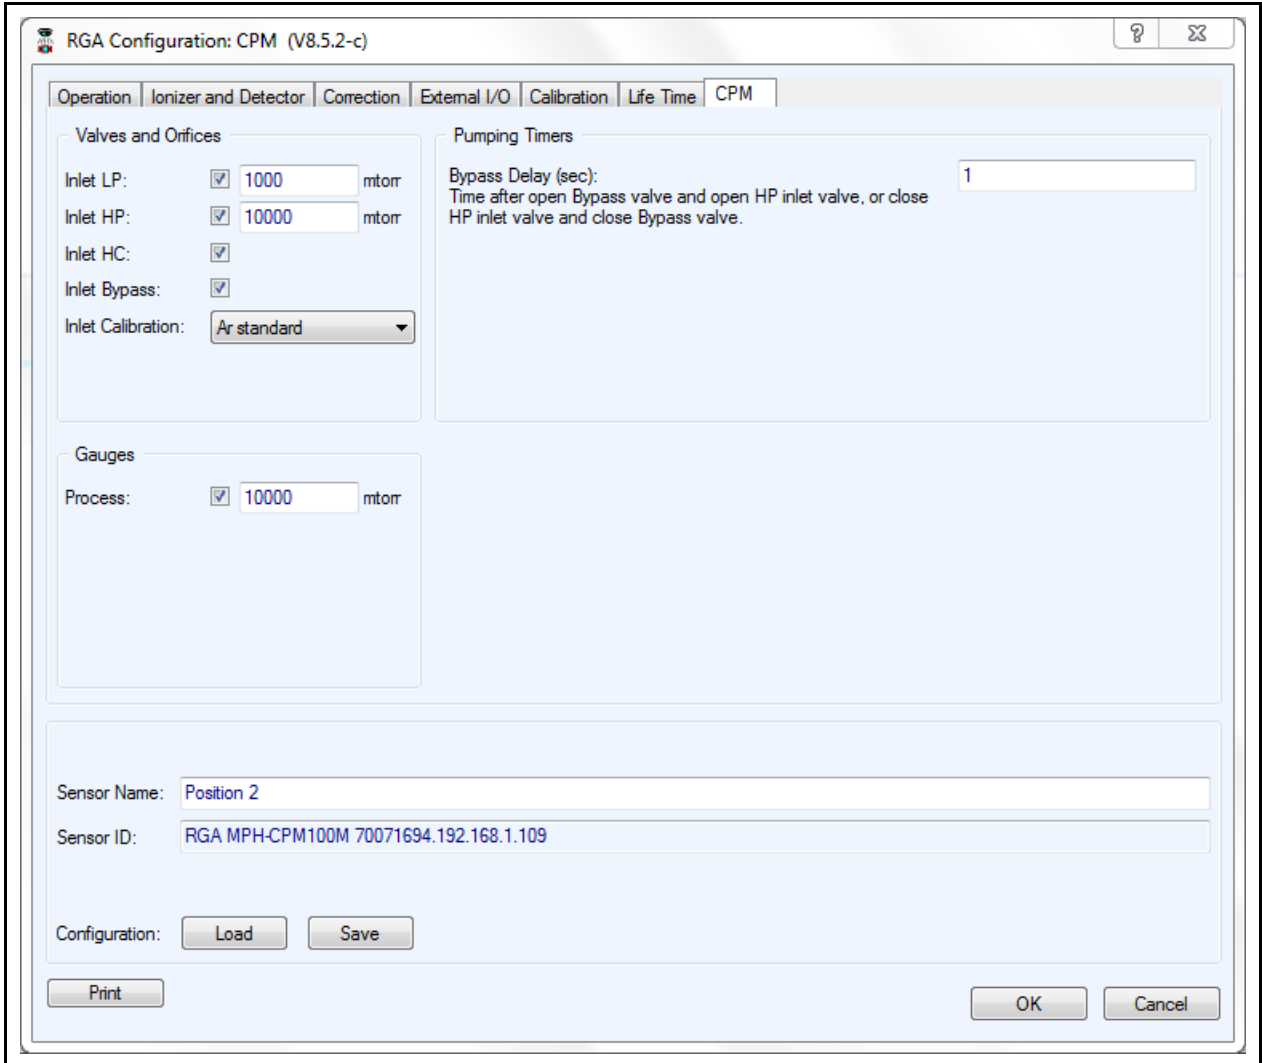 RGA Configuration: CPM (V8.5.2-c)
Operation Ionizer and Detector Correction External I/O Calibration Life Time CPM
Valves and Orifices
Inlet LP: 1000 mtorr
Inlet HP: 10000 mtorr
Inlet HC:
Inlet Bypass:
Inlet Calibration: Ar standard
Pumping Timers
Bypass Delay (sec): 1
Time after open Bypass valve and open HP inlet valve, or close
HP inlet valve and close Bypass valve.
Gauges
Process: 10000 mtorr
Sensor Name: Position 2
Sensor ID: RGA MPH-CPM100M 70071694.192.168.1.109
Configuration: Load Save
Print
OK Cancel